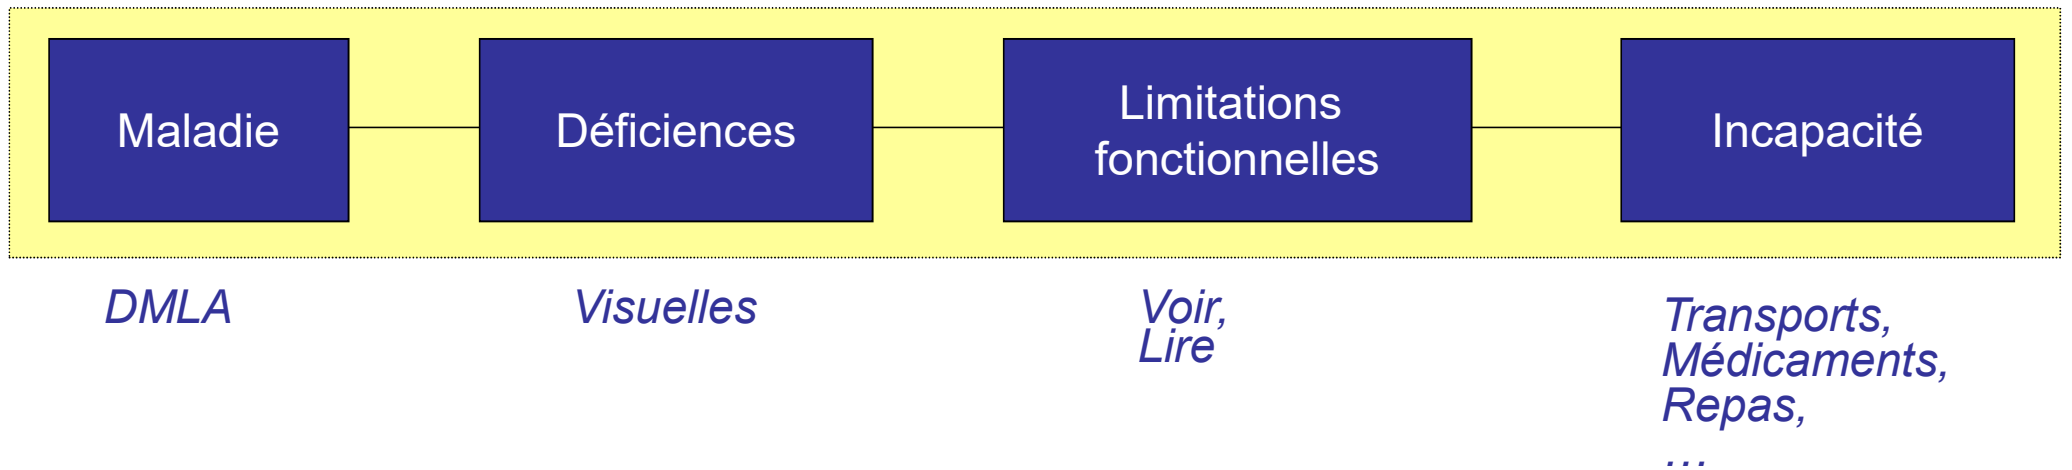 Maladie
Déficiences
Limitations
fonctionnelles
Incapacité
DMLA
Visuelles
Voir,
Lire
Transports,
Médicaments,
Repas,
...